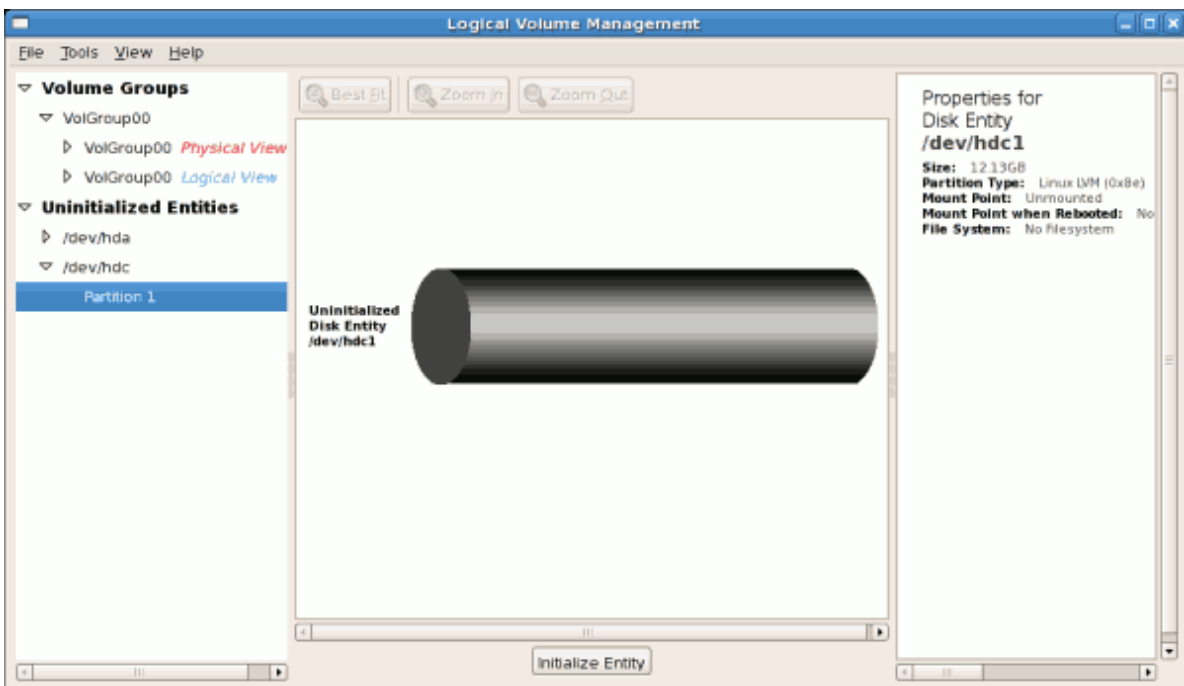 Logical Volume Management
File Tools View Help
Volume Groups
VolGroup00
VolGroup00 Physical View
VolGroup00 Logical View
Uninitialized Entities
/dev/hda
/dev/hdc
Partition 1
Best Fit Zoom In Zoom Out
Uninitialized
Disk Entity
/dev/hdc1
Initialize Entity
Properties for
Disk Entity
/dev/hdc1
Size: 12.13GB
Partition Type: Linux LVM (0x8e)
Mount Point: Unmounted
Mount Point when Rebooted: No
File System: No Filesystem